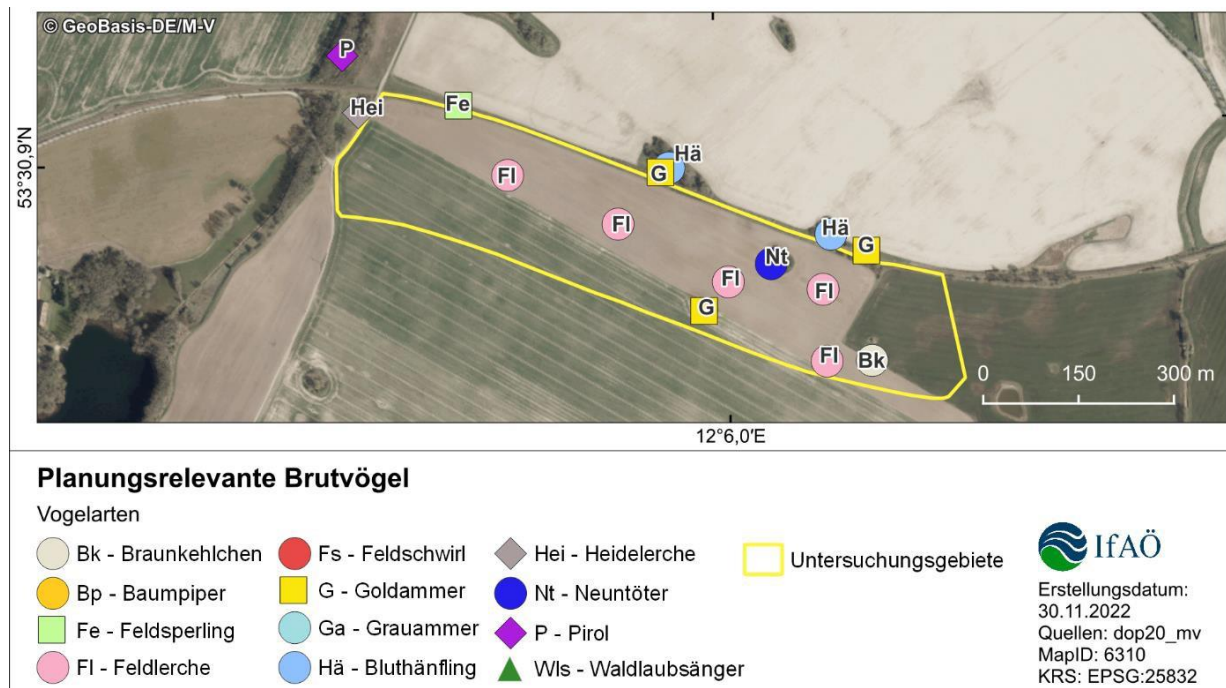 © GeoBasis-DE/M-V
P
Hei
Fe
Hä
G
Fl
Fl
Hä
G
Nt
Fl
Fl
G
Fl
Bk
53°30,9'N
0 150 300 m
12°6,0'E
Planungsrelevante Brutvögel
Vogelarten
Bk - Braunkehlchen
Bp - Baumpiper
Fe - Feldsperling
Fl - Feldlerche
Fs - Feldschwirl
G - Goldammer
Ga - Grauammer
Hä - Bluthänfling
Hei - Heidelerche
Nt - Neuntöter
P - Pirol
Wls - Waldlaubsänger
Untersuchungsgebiete
IfAÖ
Erstellungsdatum:
30.11.2022
Quellen: dop20_mv
MapID: 6310
KRS: EPSG:25832